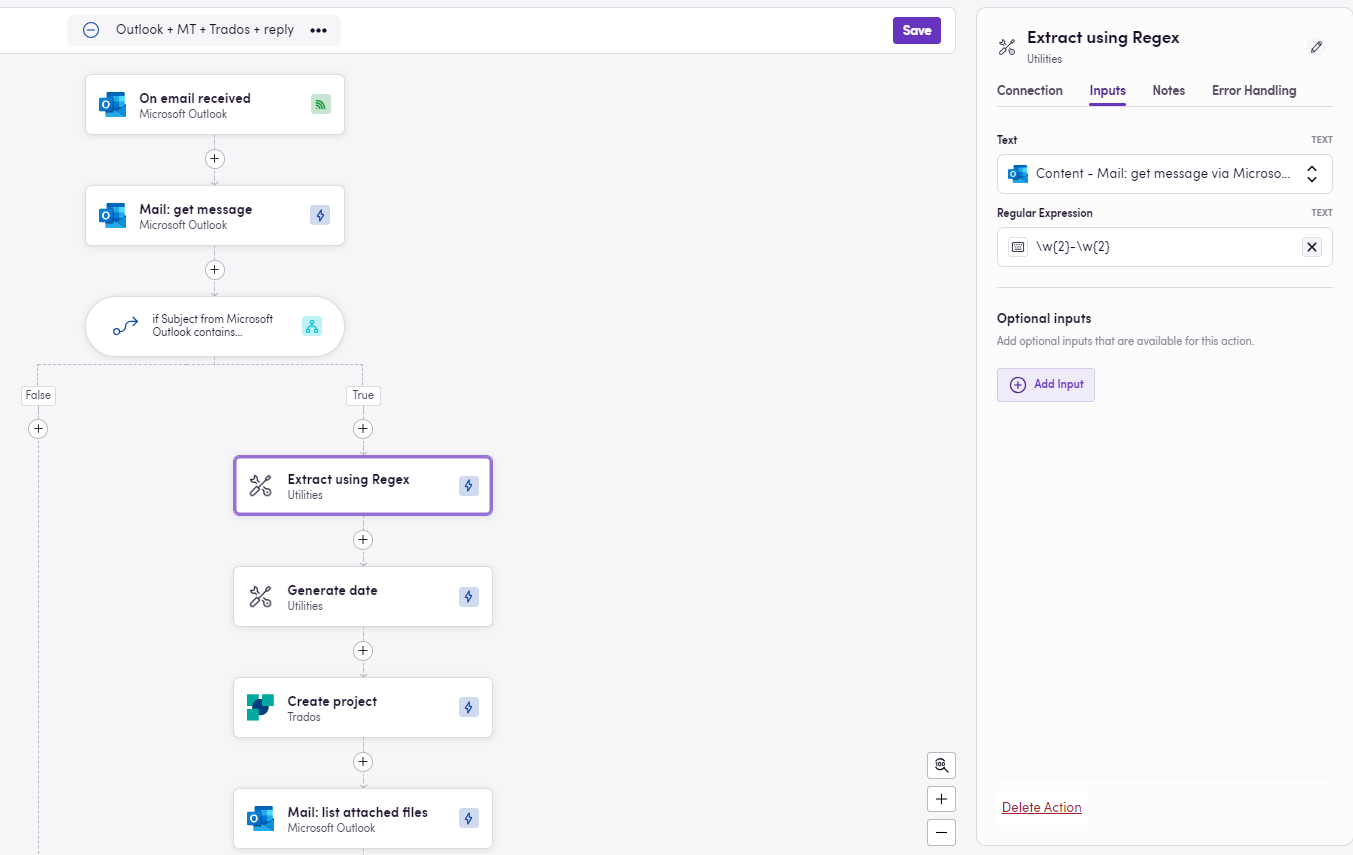 Outlook + MT + Trados + reply
Save
On email received
Microsoft Outlook
Mail: get message
Microsoft Outlook
if Subject from Microsoft
Outlook contains...
False
True
Extract using Regex
Utilities
Generate date
Utilities
Create project
Trados
Mail: list attached files
Microsoft Outlook
Extract using Regex
Utilities
Connection Inputs Notes Error Handling
Text TEXT
Content - Mail: get message via Microso...
Regular Expression TEXT
\w{2}-\w{2}
Optional inputs
Add optional inputs that are available for this action.
Add Input
Delete Action